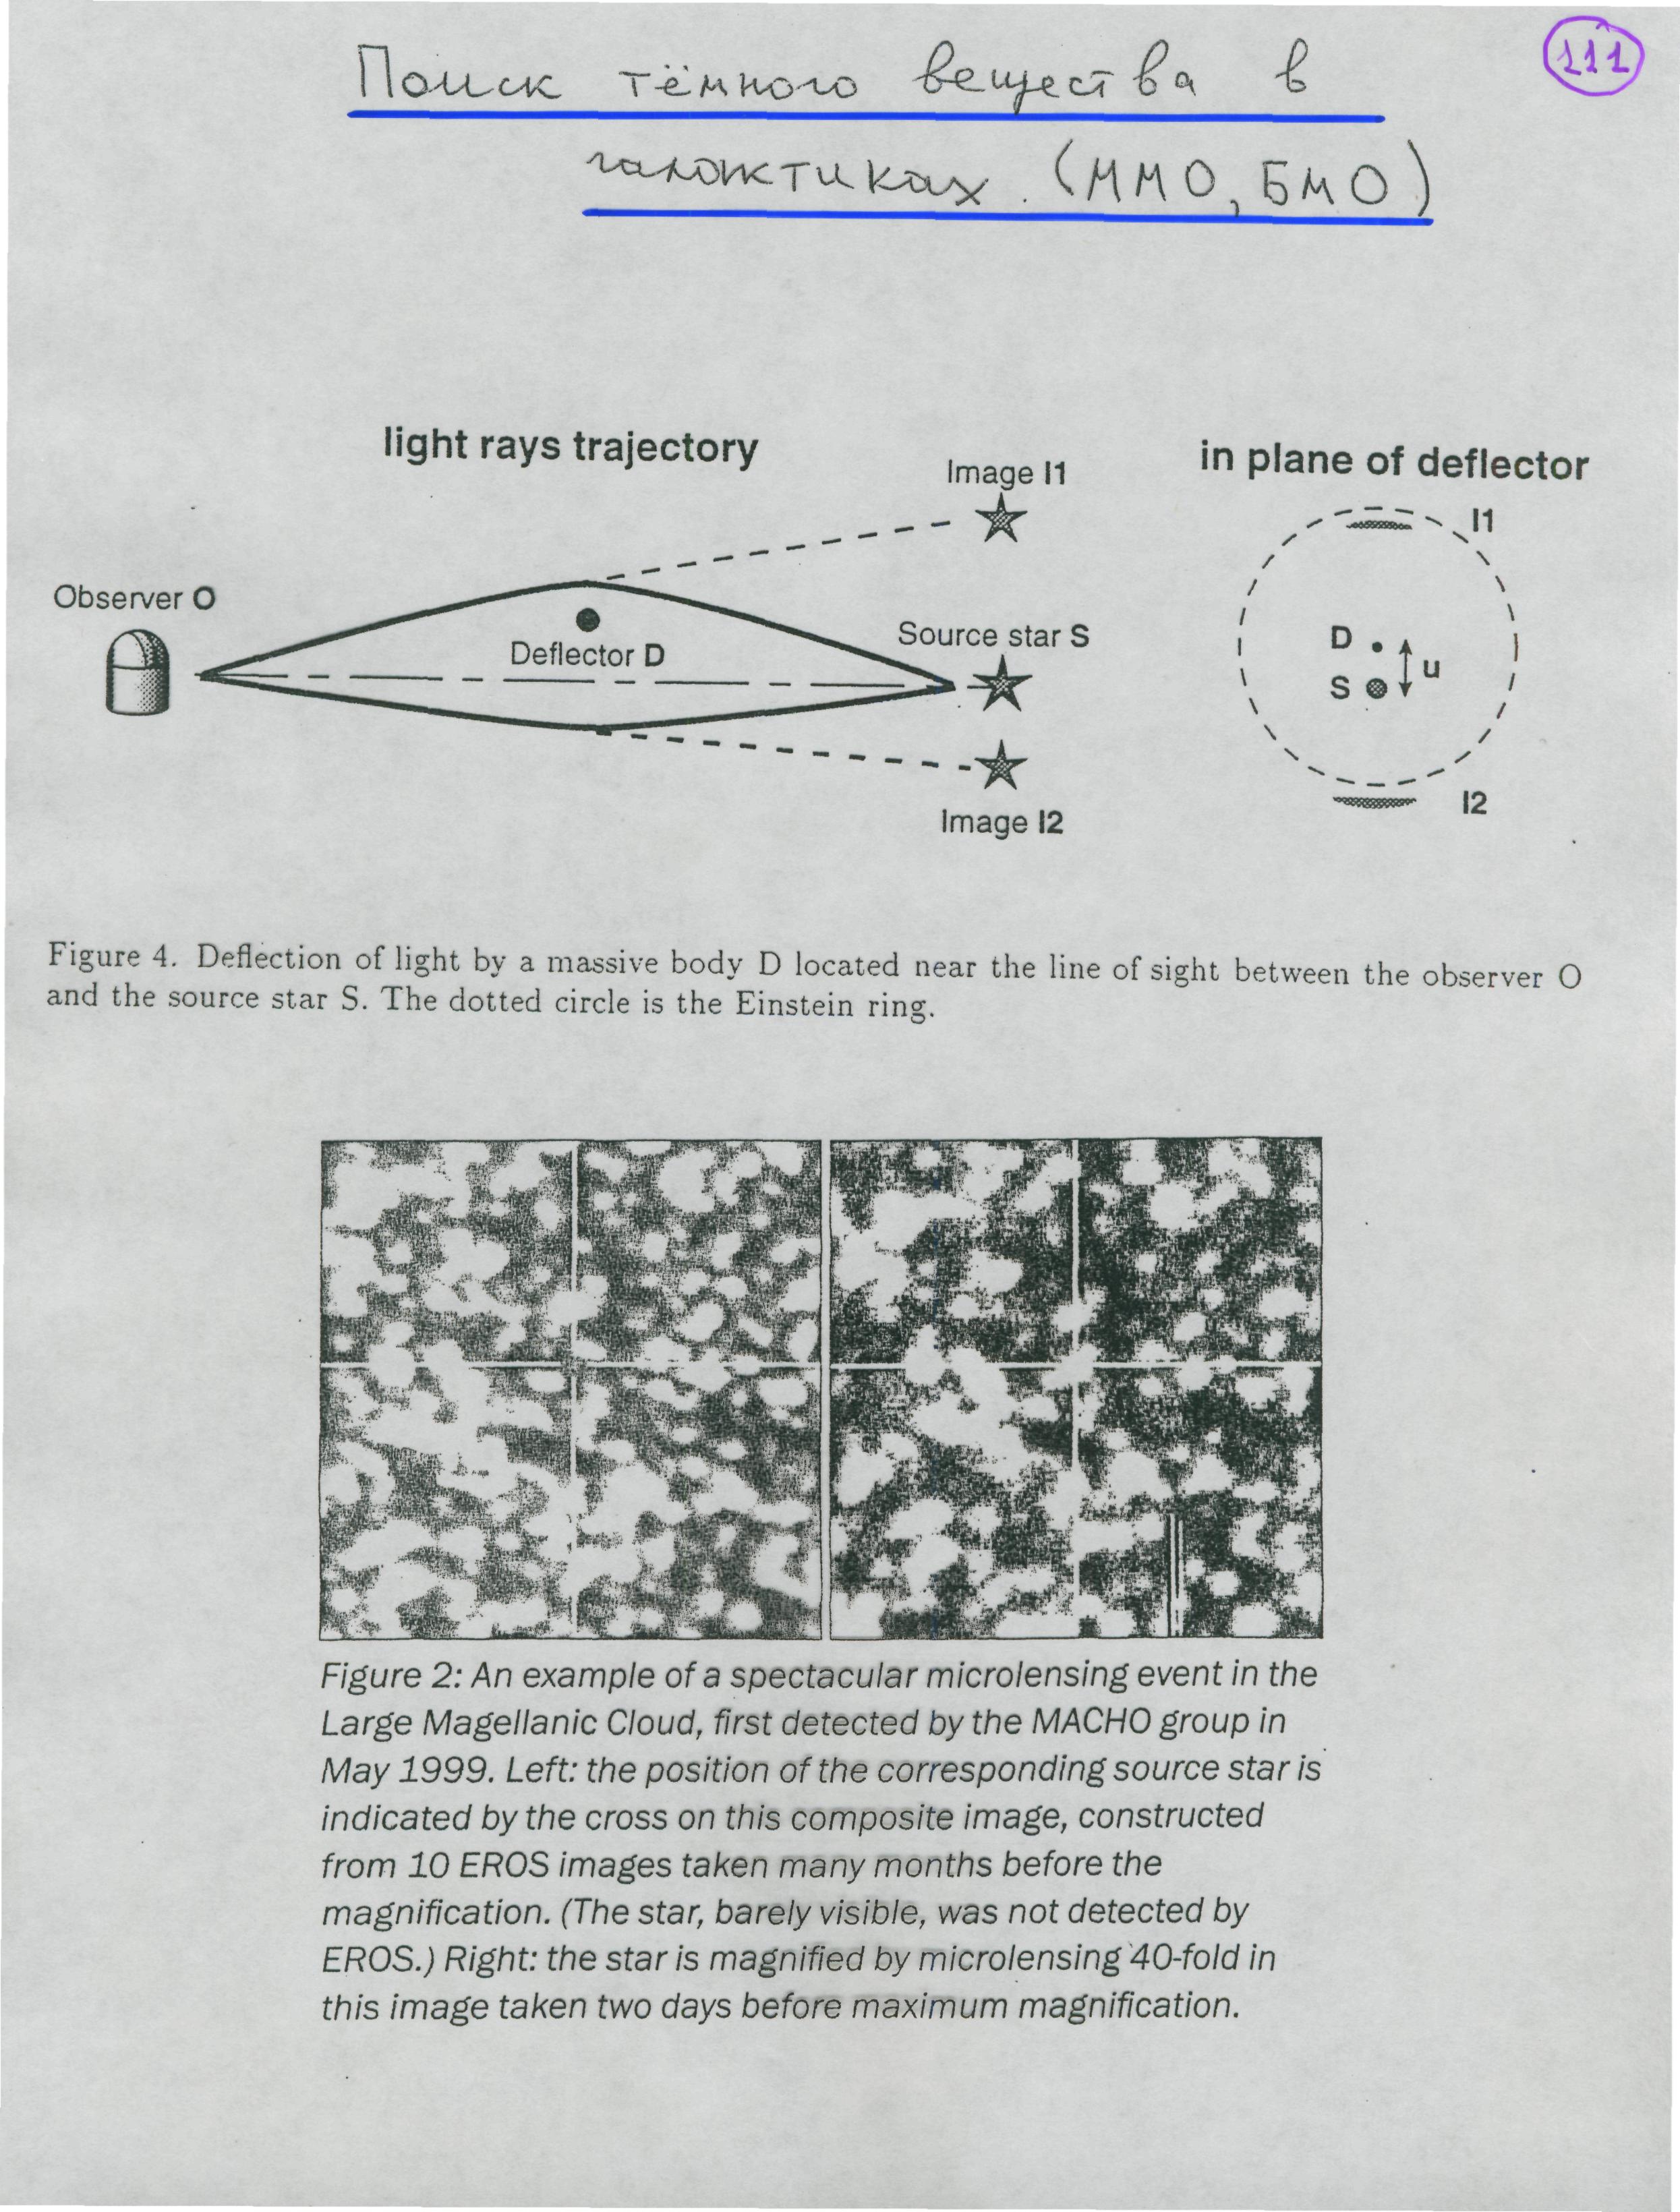 111
Поиск тёмного вещества в
галактиках. (ММО, БМО)
light rays trajectory
in plane of deflector
Image I1
I1
Observer O
Deflector D
Source star S
D
u
S
Image I2
I2
Figure 4. Deflection of light by a massive body D located near the line of sight between the observer O
and the source star S. The dotted circle is the Einstein ring.
Figure 2: An example of a spectacular microlensing event in the
Large Magellanic Cloud, first detected by the MACHO group in
May 1999. Left: the position of the corresponding source star is
indicated by the cross on this composite image, constructed
from 10 EROS images taken many months before the
magnification. (The star, barely visible, was not detected by
EROS.) Right: the star is magnified by microlensing 40-fold in
this image taken two days before maximum magnification.